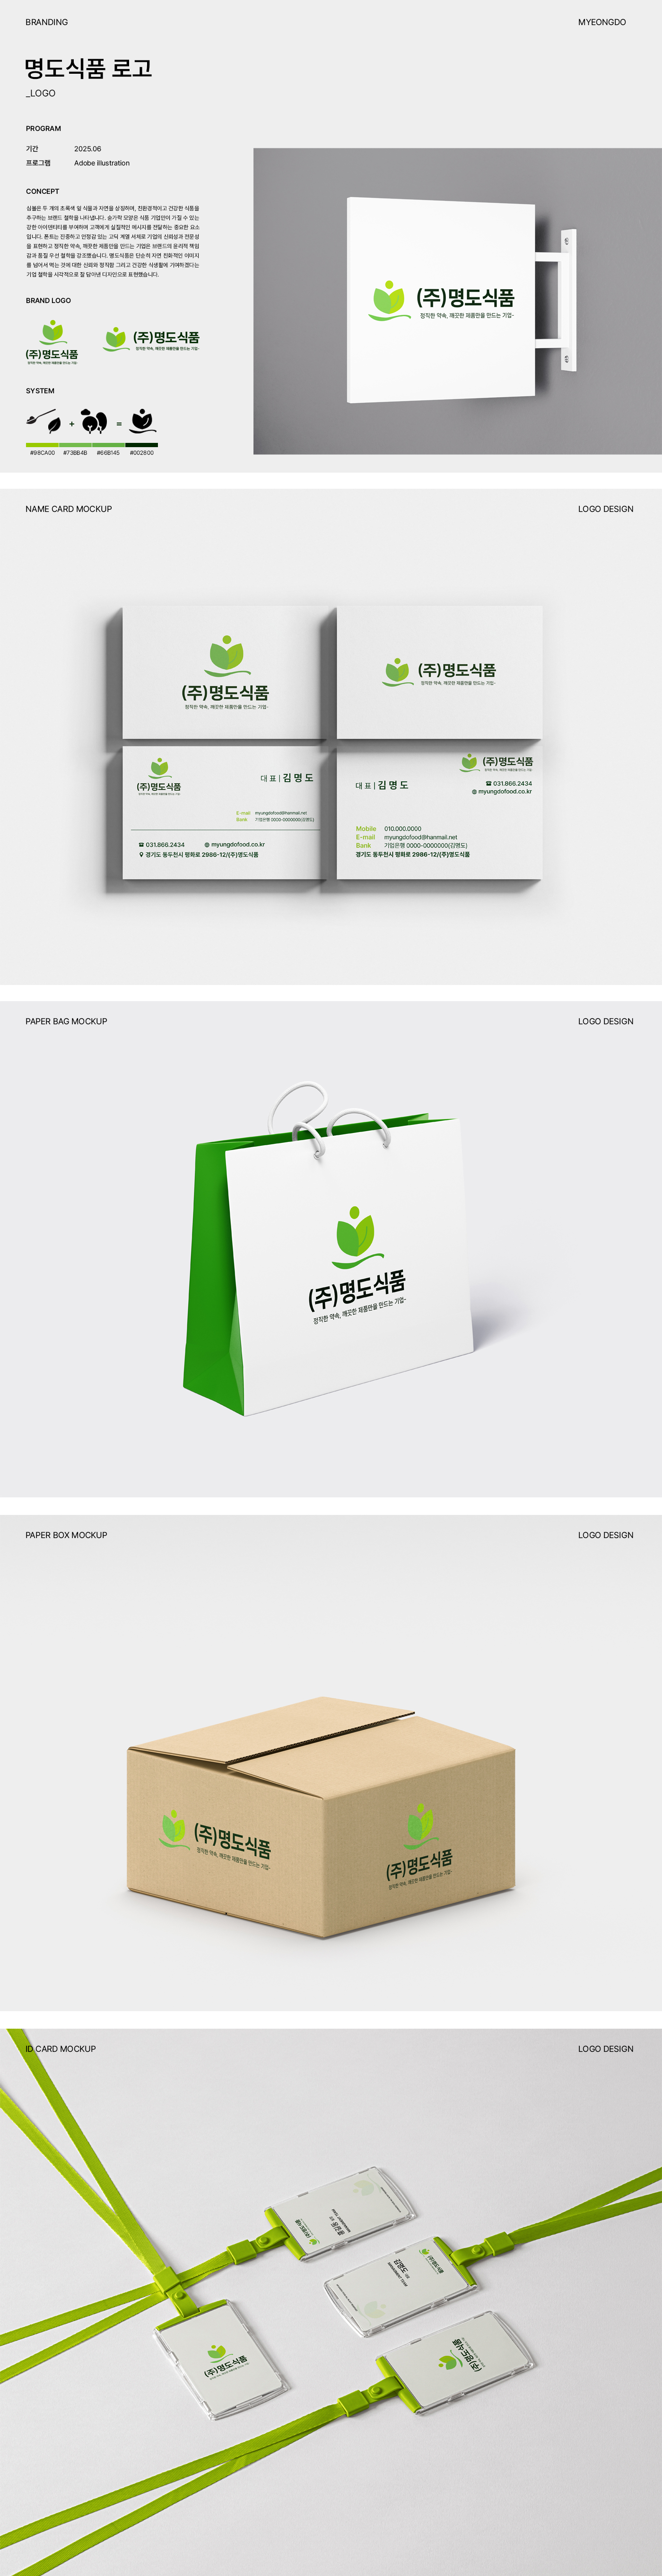 BRANDING
MYEONGDO
명도식품 로고
_LOGO
PROGRAM
기간 2025.06
프로그램 Adobe illustration
CONCEPT
심볼은 두 개의 초록색 잎 식물과 자연을 상징하며, 친환경적이고 건강한 식품을
추구하는 브랜드 철학을 나타냅니다. 숟가락 모양은 식품 기업만이 가질 수 있는
강한 아이덴티티를 부여하며 고객에게 실질적인 메시지를 전달하는 중요한 요소
입니다. 폰트는 진중하고 안정감 있는 고딕 계열 서체로 기업의 신뢰성과 전문성
을 표현하고 정직한 약속, 깨끗한 제품만을 만드는 기업은 브랜드의 윤리적 책임
감과 품질 우선 철학을 강조했습니다. 명도식품은 단순히 자연 친화적인 이미지
를 넘어서 먹는 것에 대한 신뢰와 정직함 그리고 건강한 식생활에 기여하겠다는
기업 철학을 시각적으로 잘 담아낸 디자인으로 표현했습니다.
BRAND LOGO
(주)명도식품
정직한 약속, 깨끗한 제품만을 만드는 기업-
(주)명도식품
정직한 약속, 깨끗한 제품만을 만드는 기업-
SYSTEM
+ =
#98CA00 #73BB4B #66B145 #002800
(주)명도식품
정직한 약속, 깨끗한 제품만을 만드는 기업-
NAME CARD MOCKUP
LOGO DESIGN
(주)명도식품
정직한 약속, 깨끗한 제품만을 만드는 기업-
(주)명도식품
정직한 약속, 깨끗한 제품만을 만드는 기업-
(주)명도식품
정직한 약속, 깨끗한 제품만을 만드는 기업-
대표 | 김명도
E-mail myungdofood@hanmail.net
Bank 기업은행 0000-0000000(김명도)
031.866.2434 myungdofood.co.kr
경기도 동두천시 평화로 2986-12/(주)명도식품
(주)명도식품
정직한 약속, 깨끗한 제품만을 만드는 기업-
대표 | 김명도
031.866.2434
myungdofood.co.kr
Mobile 010.000.0000
E-mail myungdofood@hanmail.net
Bank 기업은행 0000-0000000(김명도)
경기도 동두천시 평화로 2986-12/(주)명도식품
PAPER BAG MOCKUP
LOGO DESIGN
(주)명도식품
정직한 약속, 깨끗한 제품만을 만드는 기업-
PAPER BOX MOCKUP
LOGO DESIGN
(주)명도식품
정직한 약속, 깨끗한 제품만을 만드는 기업-
(주)명도식품
정직한 약속, 깨끗한 제품만을 만드는 기업-
ID CARD MOCKUP
LOGO DESIGN
(주)명도식품
김명도
(주)명도식품
(주)명도식품
(주)명도식품